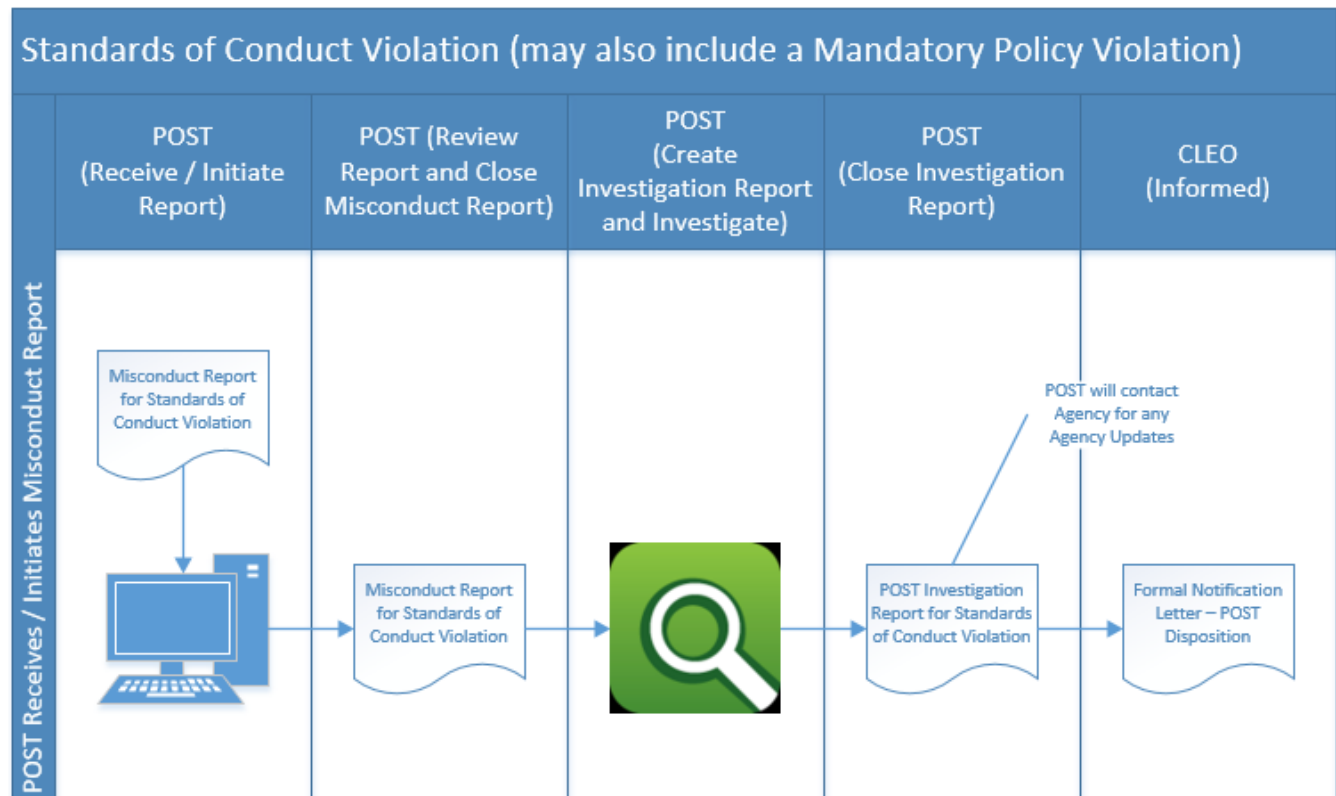 Standards of Conduct Violation (may also include a Mandatory Policy Violation)
POST Receives / Initiates Misconduct Report
POST
(Receive / Initiate
Report)
POST (Review
Report and Close
Misconduct Report)
POST
(Create
Investigation Report
and Investigate)
POST
(Close Investigation
Report)
CLEO
(Informed)
Misconduct Report
for Standards of
Conduct Violation
Misconduct Report
for Standards of
Conduct Violation
POST will contact
Agency for any
Agency Updates
POST Investigation
Report for Standards
of Conduct Violation
Formal Notification
Letter – POST
Disposition